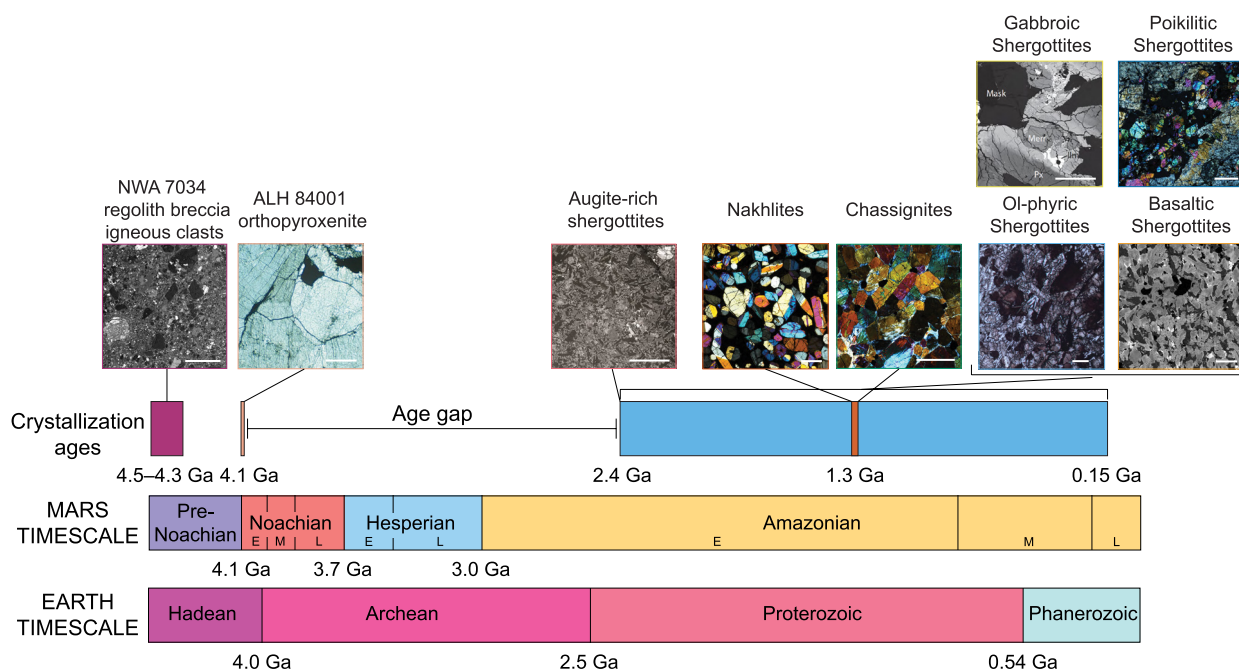 Gabbroic
Shergottites
Poikilitic
Shergottites
Mask
Merr
Px
NWA 7034
regolith breccia
igneous clasts
ALH 84001
orthopyroxenite
Augite-rich
shergottites
Nakhlites
Chassignites
Ol-phyric
Shergottites
Basaltic
Shergottites
Crystallization
ages
Age gap
4.5–4.3 Ga
4.1 Ga
2.4 Ga
1.3 Ga
0.15 Ga
MARS
TIMESCALE
Pre-
Noachian
Noachian
E M L
Hesperian
E L
Amazonian
E M L
4.1 Ga
3.7 Ga
3.0 Ga
EARTH
TIMESCALE
Hadean
Archean
Proterozoic
Phanerozoic
4.0 Ga
2.5 Ga
0.54 Ga